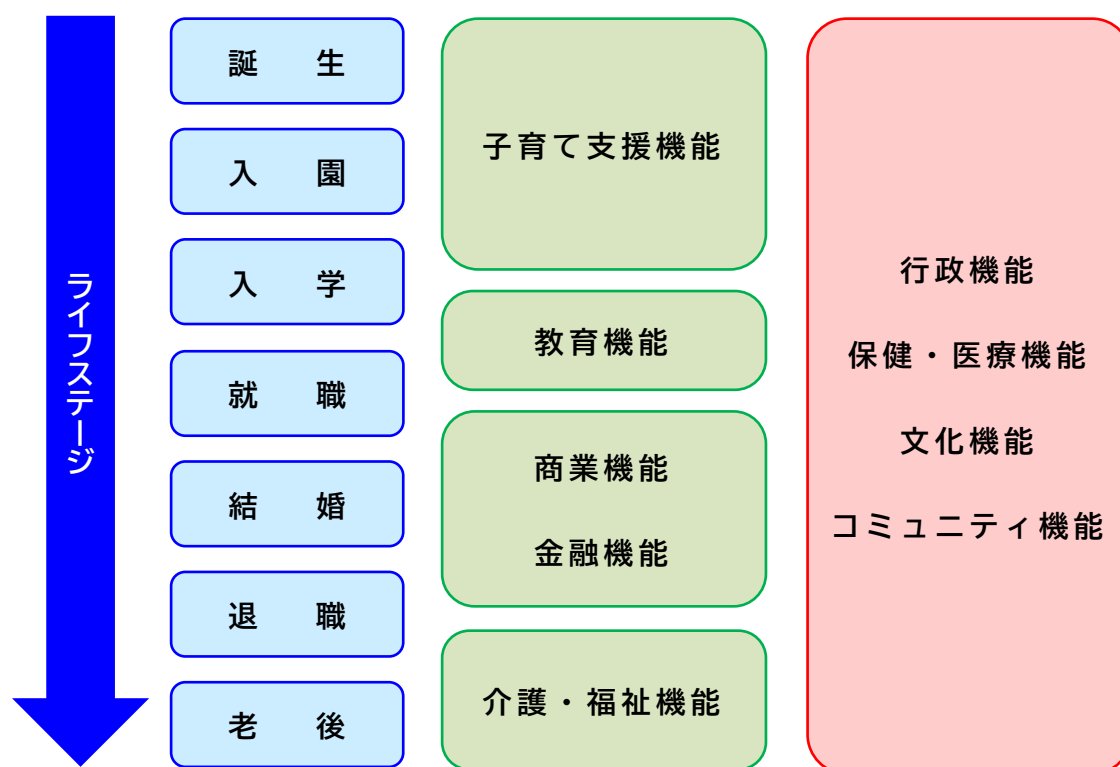 ライフステージ
誕　生
入　園
入　学
就　職
結　婚
退　職
老　後
子育て支援機能
教育機能
商業機能
金融機能
介護・福祉機能
行政機能
保健・医療機能
文化機能
コミュニティ機能